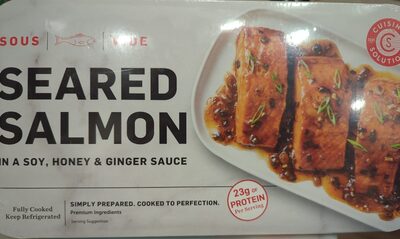 SOUS VIDE
CUISINE
SOLUTIONS
SEARED
SALMON
IN A SOY, HONEY & GINGER SAUCE
23g OF
PROTEIN
Per Serving
Fully Cooked
Keep Refrigerated
SIMPLY PREPARED. COOKED TO PERFECTION.
Premium Ingredients
Serving Suggestion